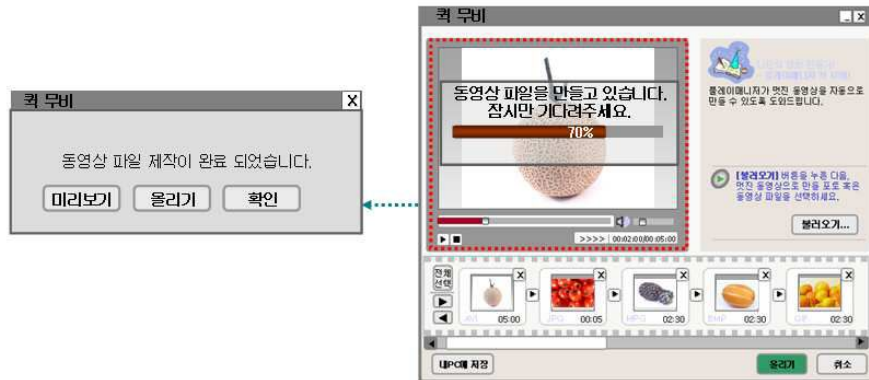 퀵 무비
X
동영상 파일 제작이 완료 되었습니다.
미리보기
올리기
확인
퀵 무비
_ X
동영상 파일을 만들고 있습니다.
잠시만 기다려주세요.
70%
>>>> 00:02:00/00:05:00
플레이매니저가 멋진 동영상을 자동으로
만들 수 있도록 도와드립니다.
[불러오기] 버튼을 누른 다음,
멋진 동영상으로 만들 포토 혹은
동영상 파일을 선택하세요.
불러오기...
전체
선택
X
AVI 05:00
X
JPG 00:05
X
MPG 02:30
X
BMP 02:30
X
GIF 02:30
내PC에 저장
올리기
취소